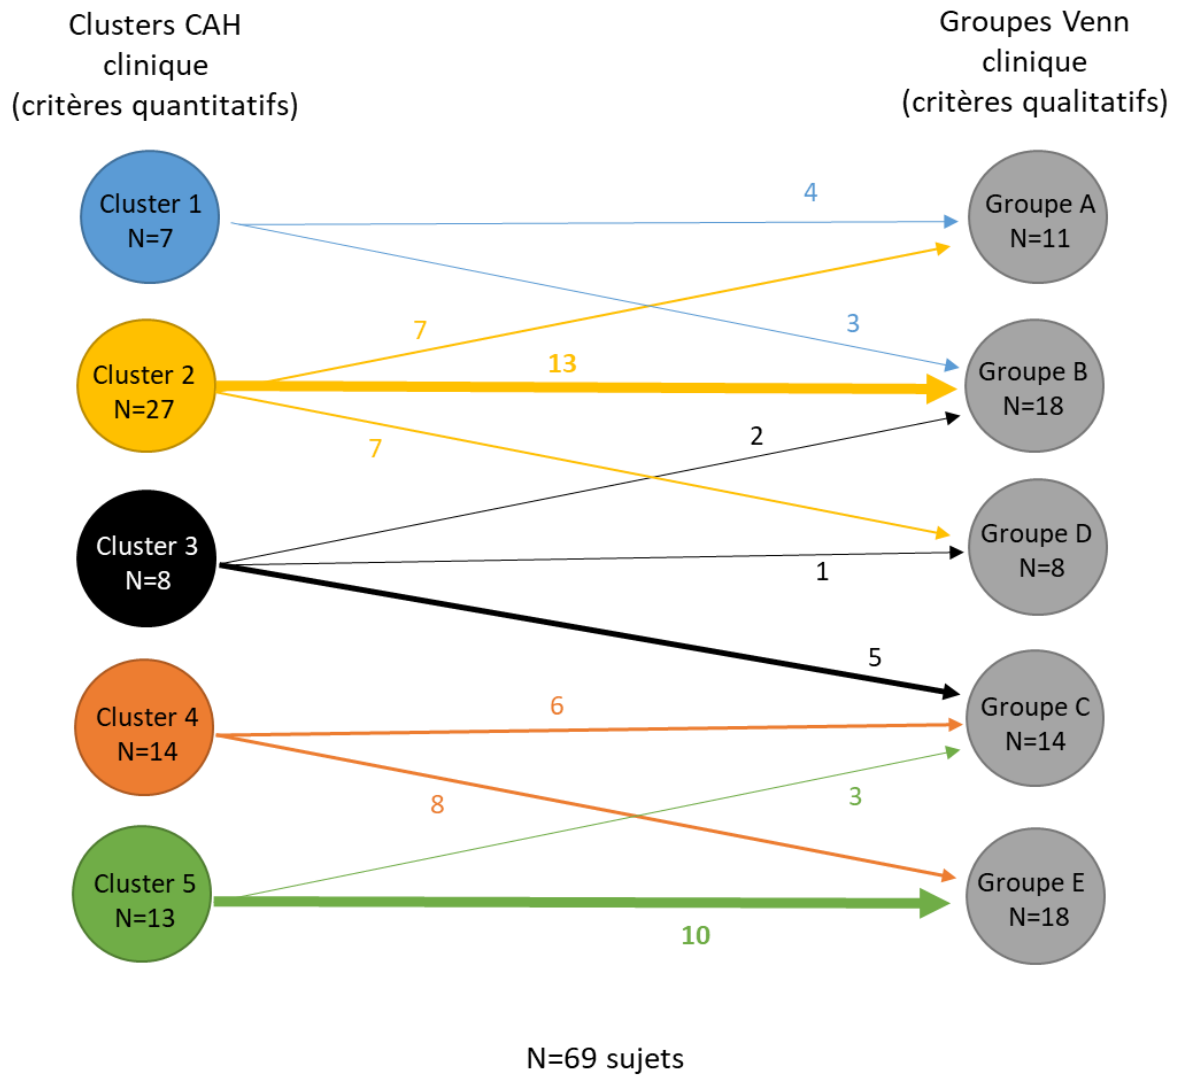 Clusters CAH
clinique
(critères quantitatifs)
Groupes Venn
clinique
(critères qualitatifs)
Cluster 1
N=7
4
Groupe A
N=11
3
7
Cluster 2
N=27
13
Groupe B
N=18
2
7
Cluster 3
N=8
1
Groupe D
N=8
5
Cluster 4
N=14
6
Groupe C
N=14
8
3
Cluster 5
N=13
10
Groupe E
N=18
N=69 sujets